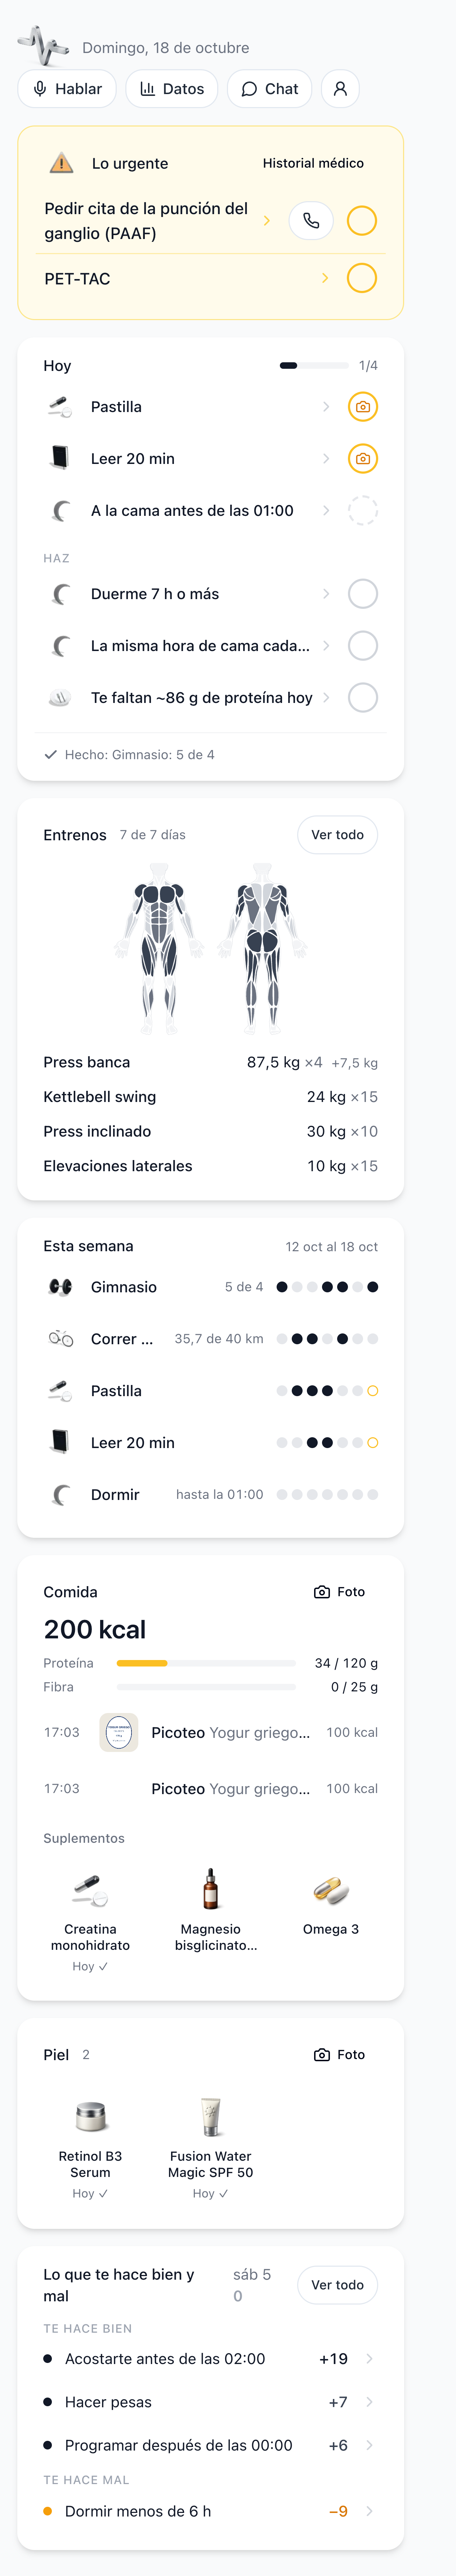 Domingo, 18 de octubre
Hablar
Datos
Chat
Lo urgente
Historial médico
Pedir cita de la punción del
ganglio (PAAF)
PET-TAC
Hoy
1/4
Pastilla
Leer 20 min
A la cama antes de las 01:00
HAZ
Duerme 7 h o más
La misma hora de cama cada...
Te faltan ~86 g de proteína hoy
Hecho: Gimnasio: 5 de 4
Entrenos 7 de 7 días
Ver todo
Press banca 87,5 kg ×4 +7,5 kg
Kettlebell swing 24 kg ×15
Press inclinado 30 kg ×10
Elevaciones laterales 10 kg ×15
Esta semana 12 oct al 18 oct
Gimnasio 5 de 4
Correr ... 35,7 de 40 km
Pastilla
Leer 20 min
Dormir hasta la 01:00
Comida
Foto
200 kcal
Proteína 34 / 120 g
Fibra 0 / 25 g
17:03 Picoteo Yogur griego... 100 kcal
17:03 Picoteo Yogur griego... 100 kcal
Suplementos
Creatina
monohidrato
Hoy ✓
Magnesio
bisglicinato...
Omega 3
Piel 2
Foto
Retinol B3
Serum
Hoy ✓
Fusion Water
Magic SPF 50
Hoy ✓
Lo que te hace bien y
mal
sáb 5
0
Ver todo
TE HACE BIEN
Acostarte antes de las 02:00 +19
Hacer pesas +7
Programar después de las 00:00 +6
TE HACE MAL
Dormir menos de 6 h −9